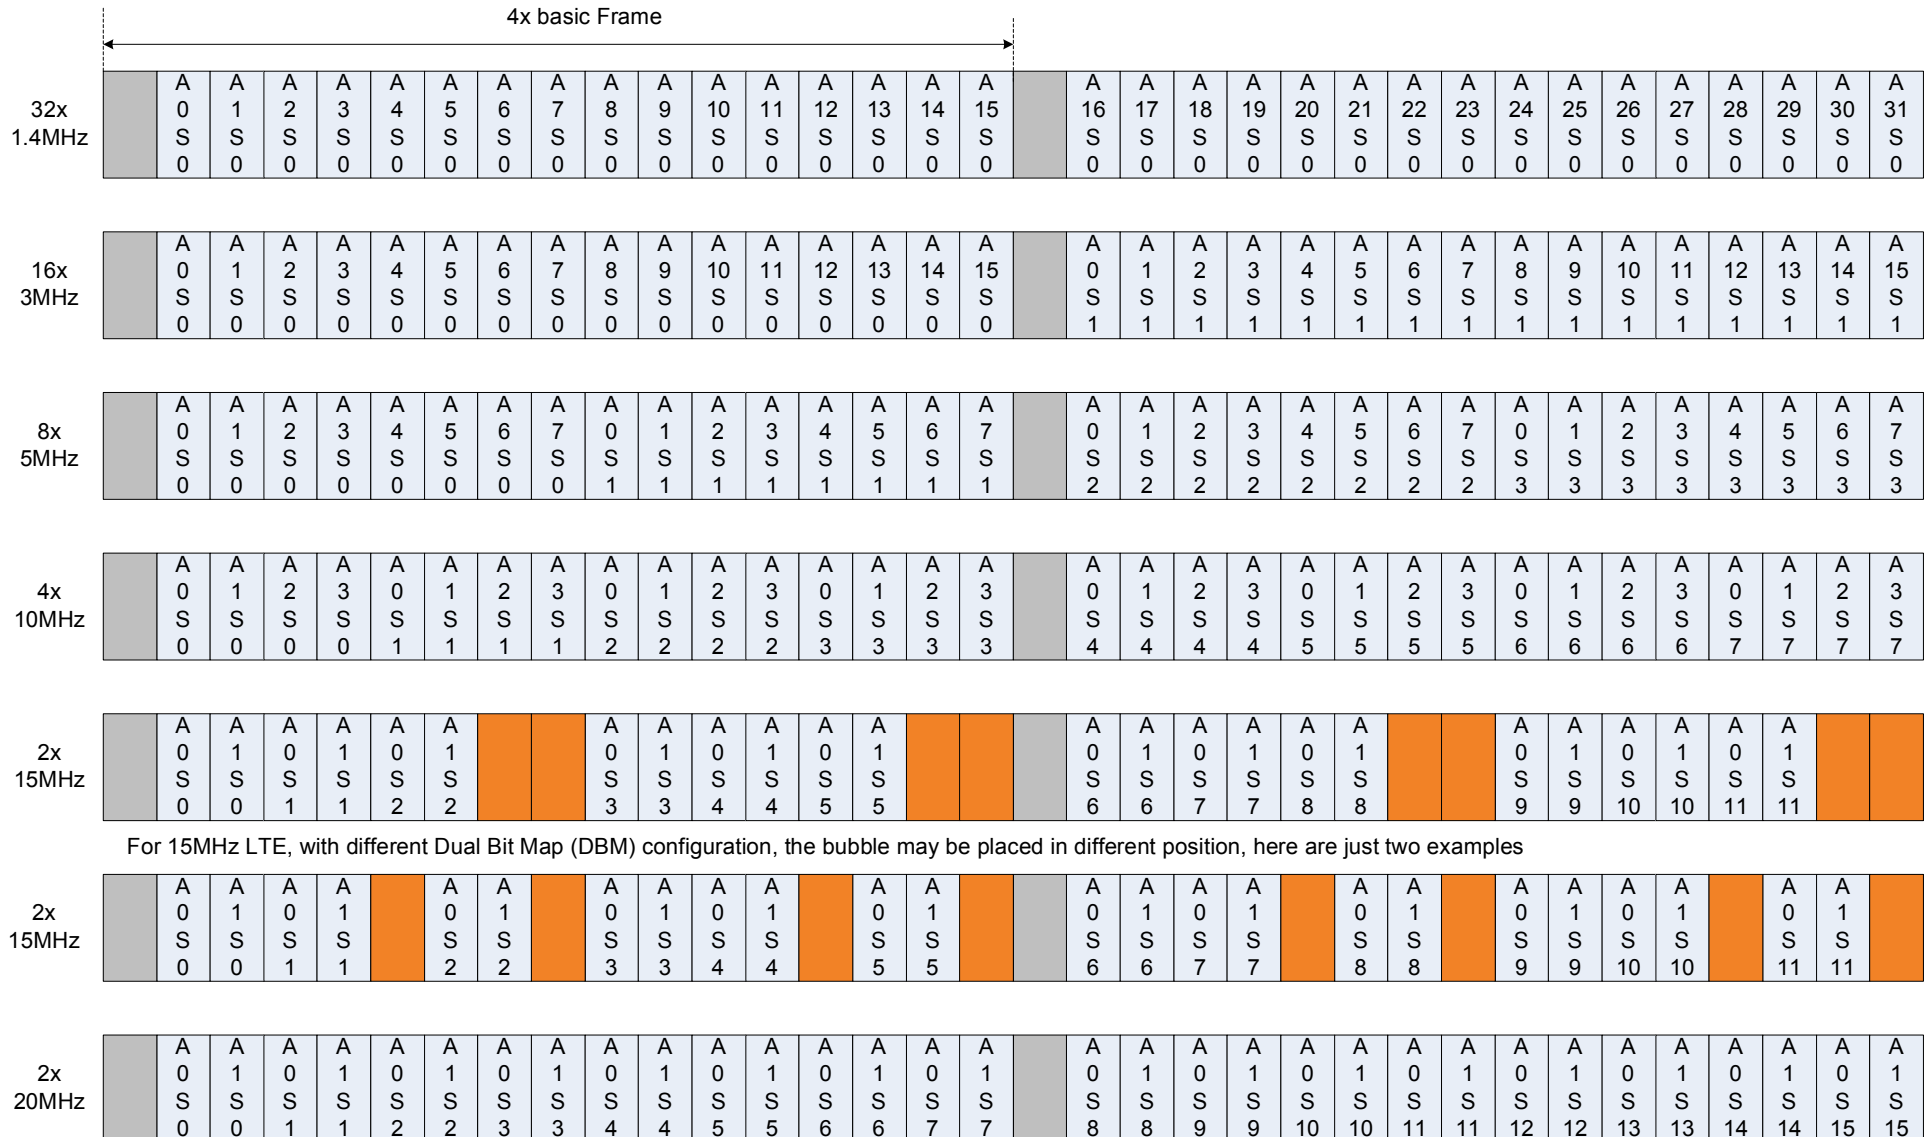 4x basic Frame
A A A A A A A A A A A A A A A A A A A A A A A A A A A A A A A A
32x 0 1 2 3 4 5 6 7 8 9 10 11 12 13 14 15 16 17 18 19 20 21 22 23 24 25 26 27 28 29 30 31
1.4MHz S S S S S S S S S S S S S S S S S S S S S S S S S S S S S S S S
0 0 0 0 0 0 0 0 0 0 0 0 0 0 0 0 0 0 0 0 0 0 0 0 0 0 0 0 0 0 0 0
A A A A A A A A A A A A A A A A A A A A A A A A A A A A A A A A
16x 0 1 2 3 4 5 6 7 8 9 10 11 12 13 14 15 0 1 2 3 4 5 6 7 8 9 10 11 12 13 14 15
3MHz S S S S S S S S S S S S S S S S S S S S S S S S S S S S S S S S
0 0 0 0 0 0 0 0 0 0 0 0 0 0 0 0 1 1 1 1 1 1 1 1 1 1 1 1 1 1 1 1
A A A A A A A A A A A A A A A A A A A A A A A A A A A A A A A A
8x 0 1 2 3 4 5 6 7 0 1 2 3 4 5 6 7 0 1 2 3 4 5 6 7 0 1 2 3 4 5 6 7
5MHz S S S S S S S S S S S S S S S S S S S S S S S S S S S S S S S S
0 0 0 0 0 0 0 0 1 1 1 1 1 1 1 1 2 2 2 2 2 2 2 2 3 3 3 3 3 3 3 3
A A A A A A A A A A A A A A A A A A A A A A A A A A A A A A A A
4x 0 1 2 3 0 1 2 3 0 1 2 3 0 1 2 3 0 1 2 3 0 1 2 3 0 1 2 3 0 1 2 3
10MHz S S S S S S S S S S S S S S S S S S S S S S S S S S S S S S S S
0 0 0 0 1 1 1 1 2 2 2 2 3 3 3 3 4 4 4 4 5 5 5 5 6 6 6 6 7 7 7 7
A A A A A A A A A A A A A A A A A A A A A A A A
2x 0 1 0 1 0 1 0 1 0 1 0 1 0 1 0 1 0 1 0 1 0 1 0 1
15MHz S S S S S S S S S S S S S S S S S S S S S S S S
0 0 1 1 2 2 3 3 4 4 5 5 6 6 7 7 8 8 9 9 10 10 11 11
For 15MHz LTE, with different Dual Bit Map (DBM) configuration, the bubble may be placed in different position, here are just two examples
A A A A A A A A A A A A A A A A A A A A A A A A
2x 0 1 0 1 0 1 0 1 0 1 0 1 0 1 0 1 0 1 0 1 0 1 0 1
15MHz S S S S S S S S S S S S S S S S S S S S S S S S
0 0 1 1 2 2 3 3 4 4 5 5 6 6 7 7 8 8 9 9 10 10 11 11
A A A A A A A A A A A A A A A A A A A A A A A A A A A A A A A A
2x 0 1 0 1 0 1 0 1 0 1 0 1 0 1 0 1 0 1 0 1 0 1 0 1 0 1 0 1 0 1 0 1
20MHz S S S S S S S S S S S S S S S S S S S S S S S S S S S S S S S S
0 0 1 1 2 2 3 3 4 4 5 5 6 6 7 7 8 8 9 9 10 10 11 11 12 12 13 13 14 14 15 15